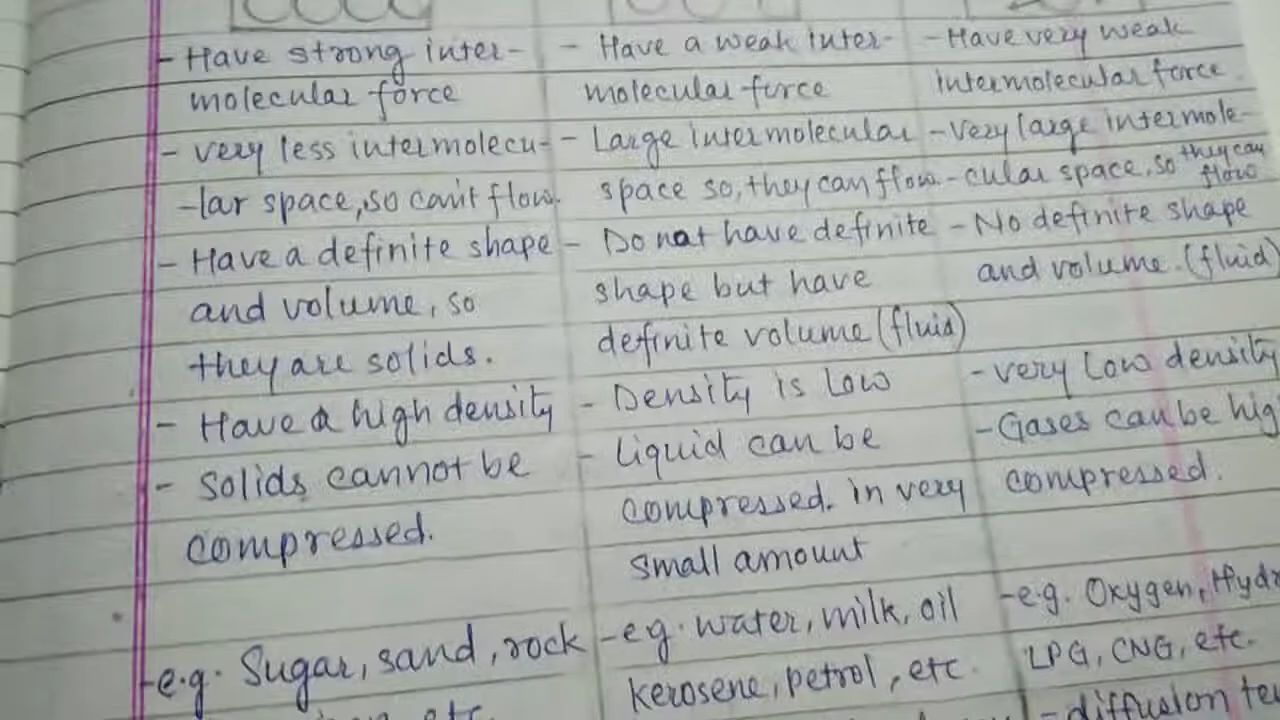 - Have strong inter-
molecular force
- very less intermolecu-
-lar space, so can't flow.
- Have a definite shape
and volume, so
they are solids.
- Have a high density
- Solids cannot be
compressed.
-e.g. Sugar, sand, rock
etc.
- Have a weak inter-
molecular force
- Large intermolecular
space so, they can flow.
- Do not have definite
shape but have
definite volume (fluid)
- Density is Low
- Liquid can be
compressed. in very
small amount
-eg. water, milk, oil
kerosene, petrol, etc.
- Have very weak
intermolecular force.
- Very large intermole-
- cular space, so they can
flow
- No definite shape
and volume. (fluid)
- very Low density
- Gases can be hig
compressed.
-e.g. Oxygen, Hydr
LPG, CNG, etc.
- diffusion